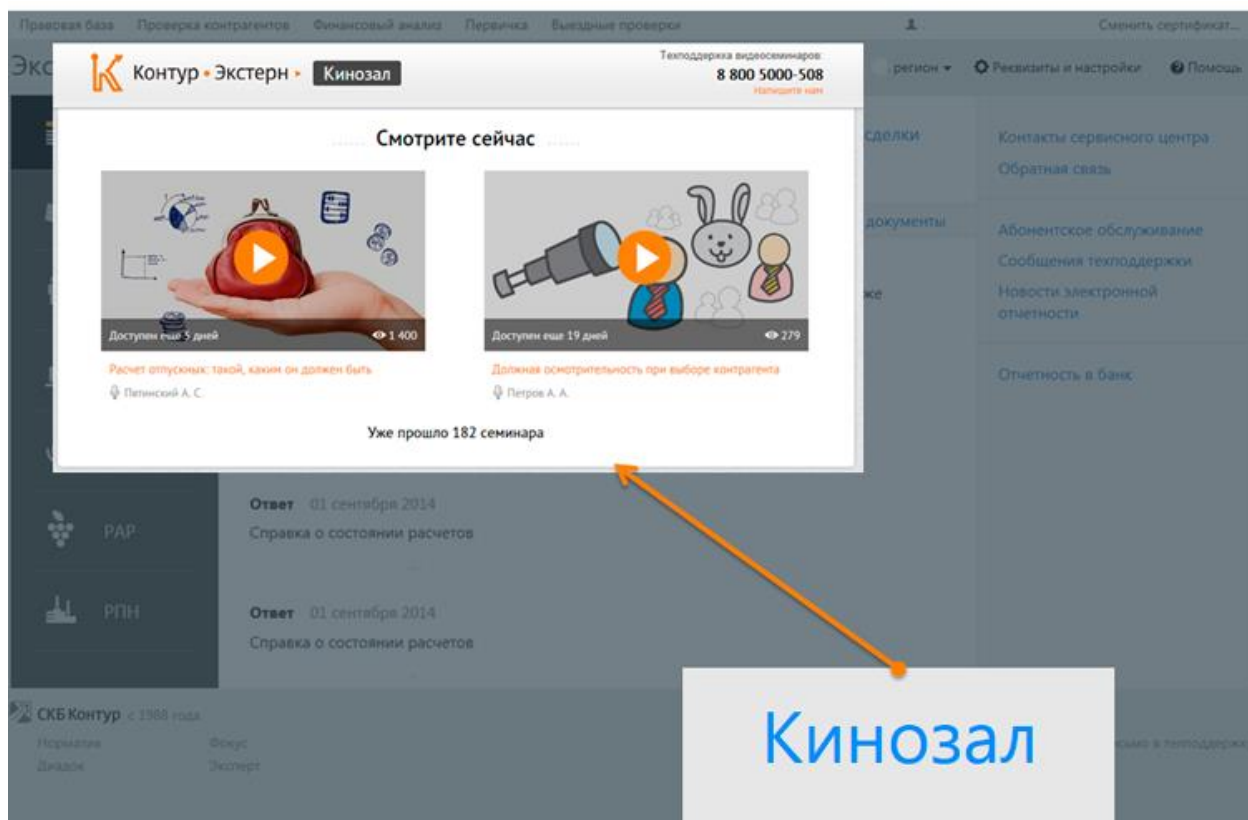 Правовая база Проверка контрагентов Финансовый анализ Первичка Выездные проверки Сменить сертификат...
Экс
регион Реквизиты и настройки Помощь
Контур • Экстерн Кинозал
Техподдержка видеосеминаров:
8 800 5000-508
Напишите нам
Смотрите сейчас
Доступен еще 5 дней 1 400
Доступен еще 19 дней 279
Расчет отпускных: такой, каким он должен быть
Пятинский А. С.
Должная осмотрительность при выборе контрагента
Петров А. А.
Уже прошло 182 семинара
сделки
документы
же
Контакты сервисного центра
Обратная связь
Абонентское обслуживание
Сообщения техподдержки
Новости электронной
отчетности
Отчетность в банк
РАР
РПН
Ответ 01 сентября 2014
Справка о состоянии расчетов
Ответ 01 сентября 2014
Справка о состоянии расчетов
СКБ Контур с 1988 года
Норматив Фокус
Диадок Эксперт
в техподдержк
Кинозал